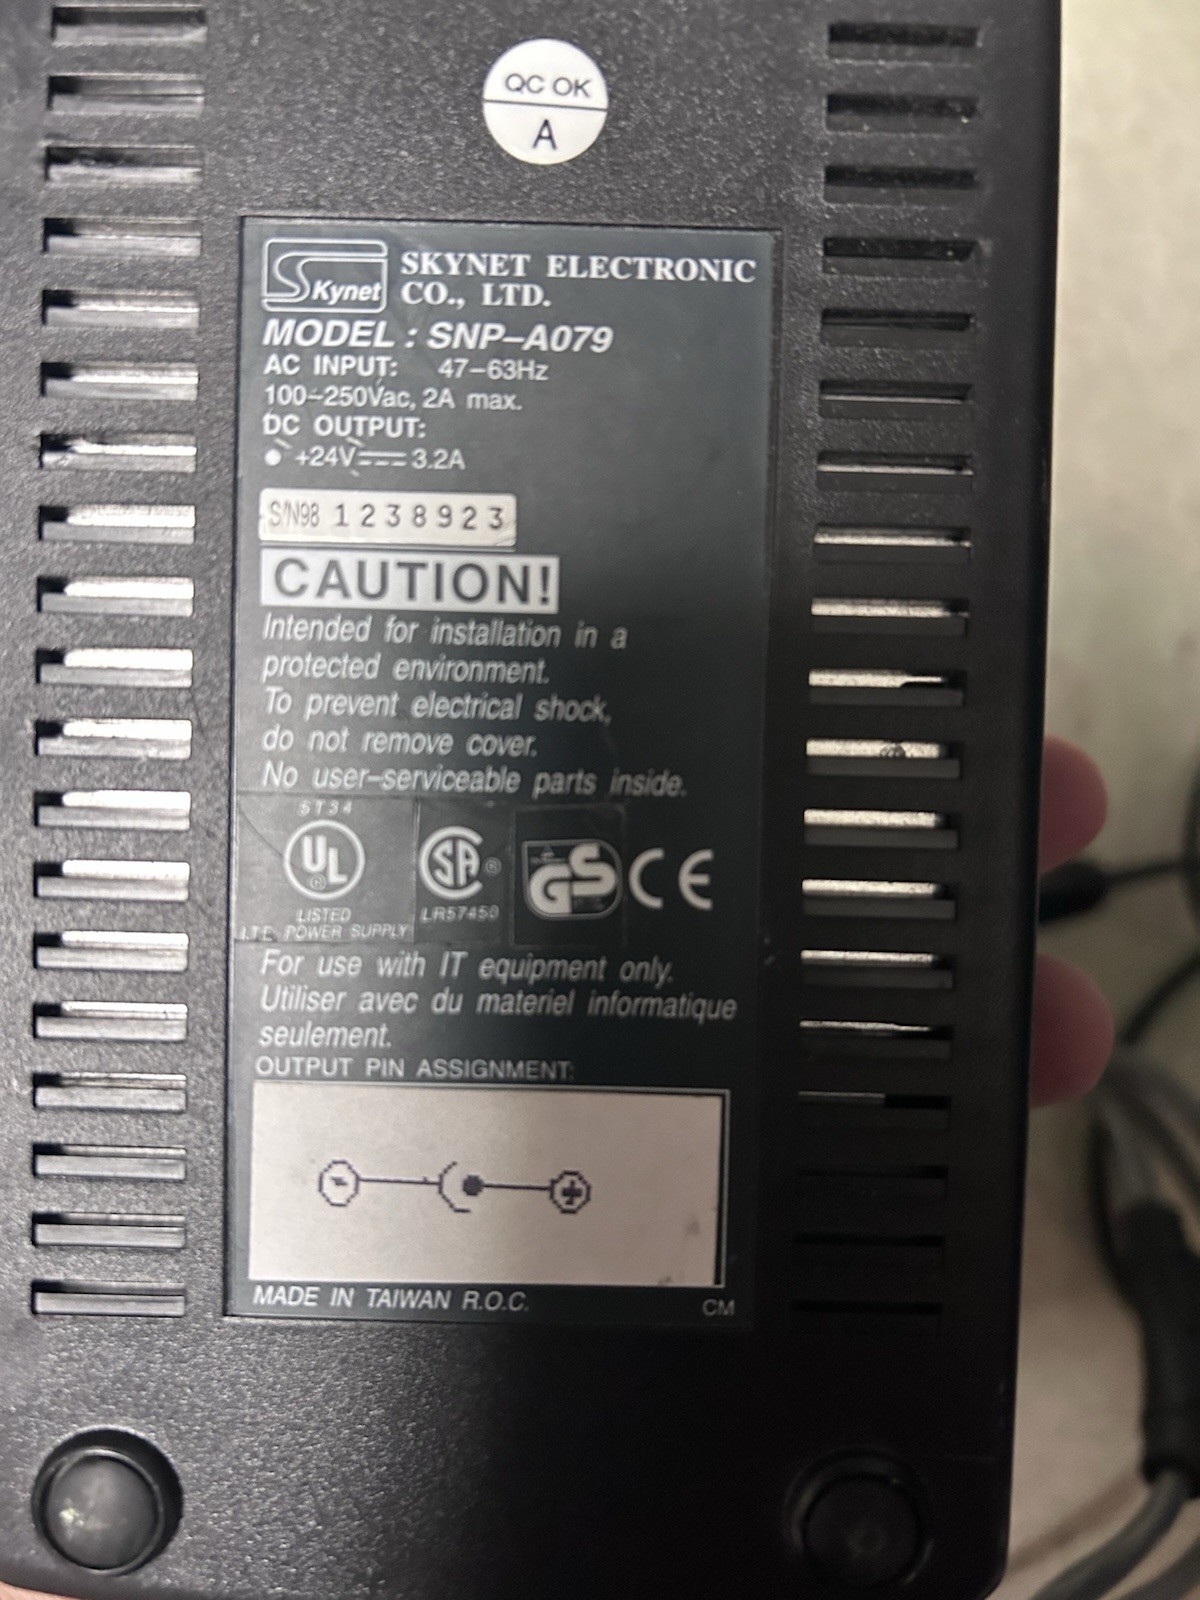 QC OK
A
Skynet
SKYNET ELECTRONIC
CO., LTD.
MODEL : SNP-A079
AC INPUT: 47-63Hz
100-250Vac, 2A max.
DC OUTPUT:
+24V 3.2A
S/N98 1238923
CAUTION!
Intended for installation in a
protected environment.
To prevent electrical shock,
do not remove cover.
No user-serviceable parts inside.
5T34
UL ®
LISTED
I.T.E. POWER SUPPLY
SA ®
LR57450
GS
CE
For use with IT equipment only.
Utiliser avec du materiel informatique
seulement.
OUTPUT PIN ASSIGNMENT:
- +
MADE IN TAIWAN R.O.C.
CM